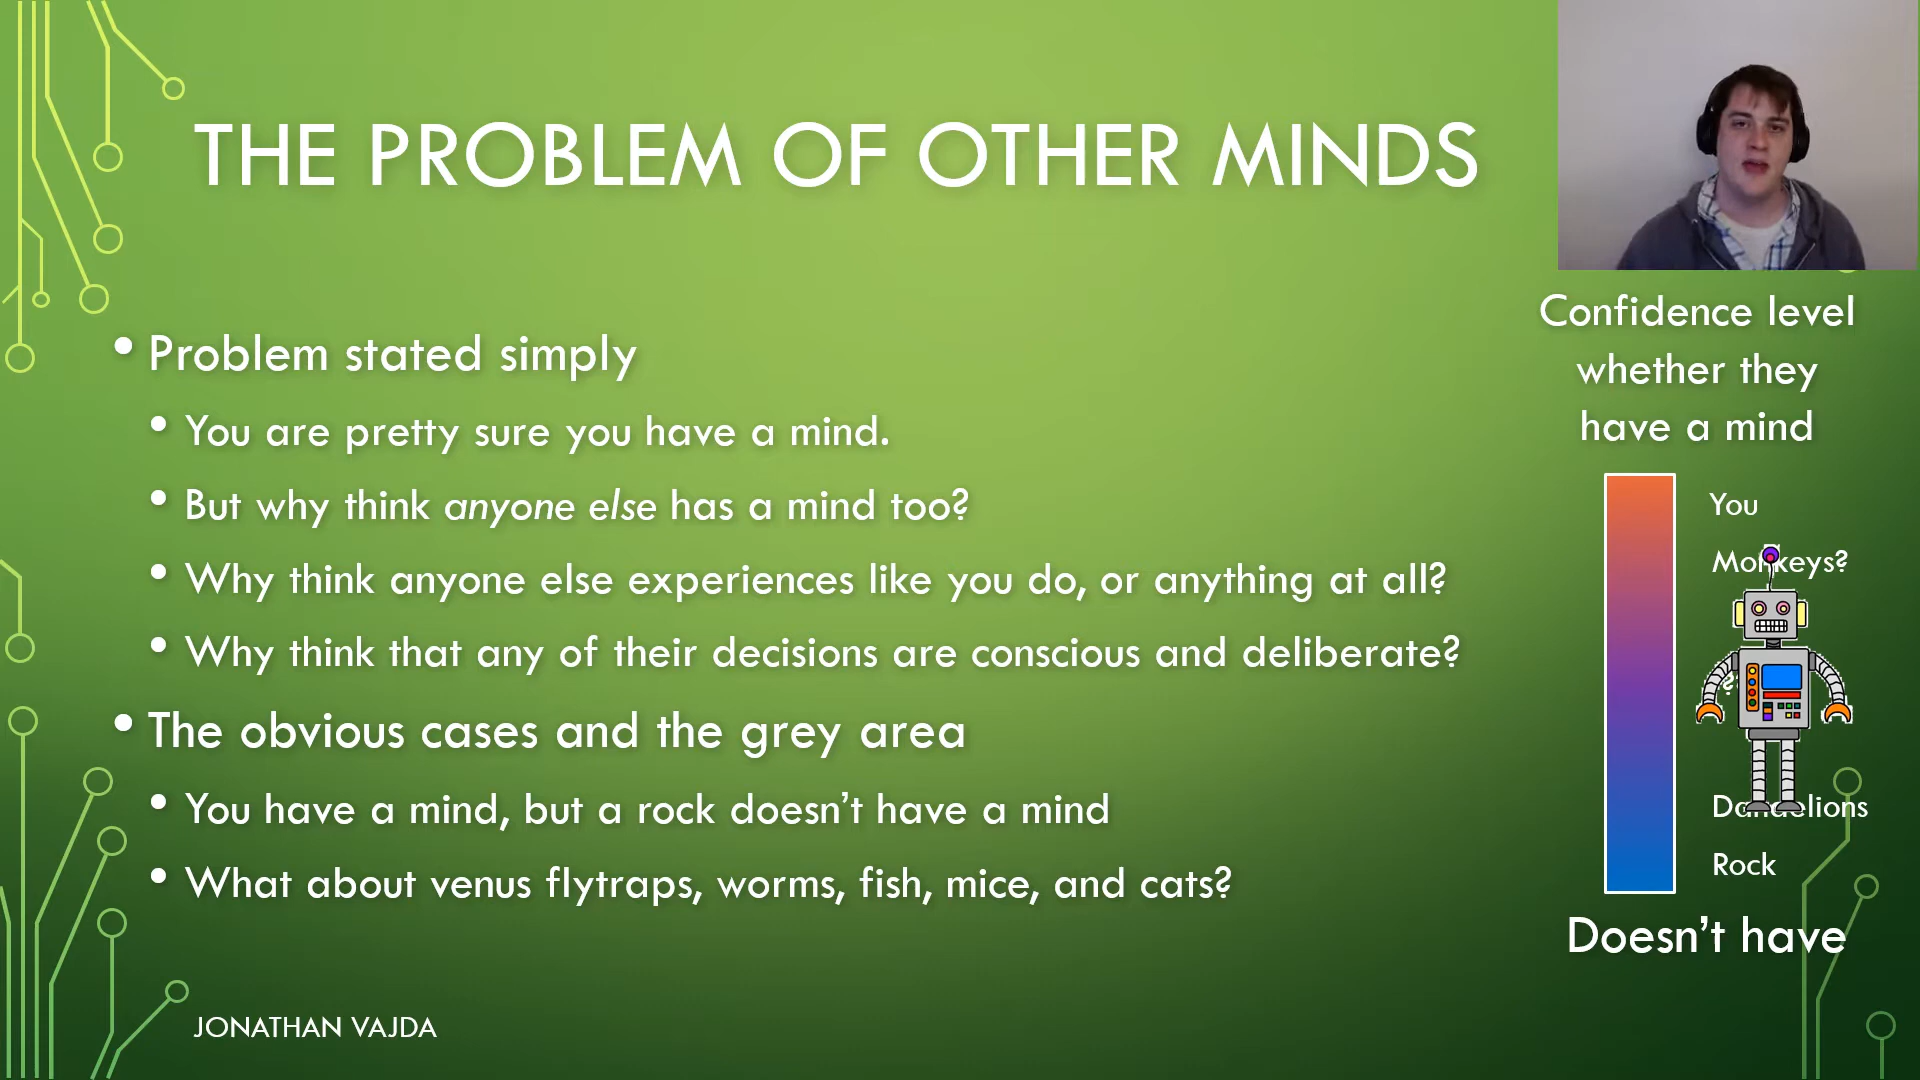 THE PROBLEM OF OTHER MINDS
• Problem stated simply
• You are pretty sure you have a mind.
• But why think anyone else has a mind too?
• Why think anyone else experiences like you do, or anything at all?
• Why think that any of their decisions are conscious and deliberate?
• The obvious cases and the grey area
• You have a mind, but a rock doesn’t have a mind
• What about venus flytraps, worms, fish, mice, and cats?
JONATHAN VAJDA
Confidence level
whether they
have a mind
You
Monkeys?
Dandelions
Rock
Doesn’t have